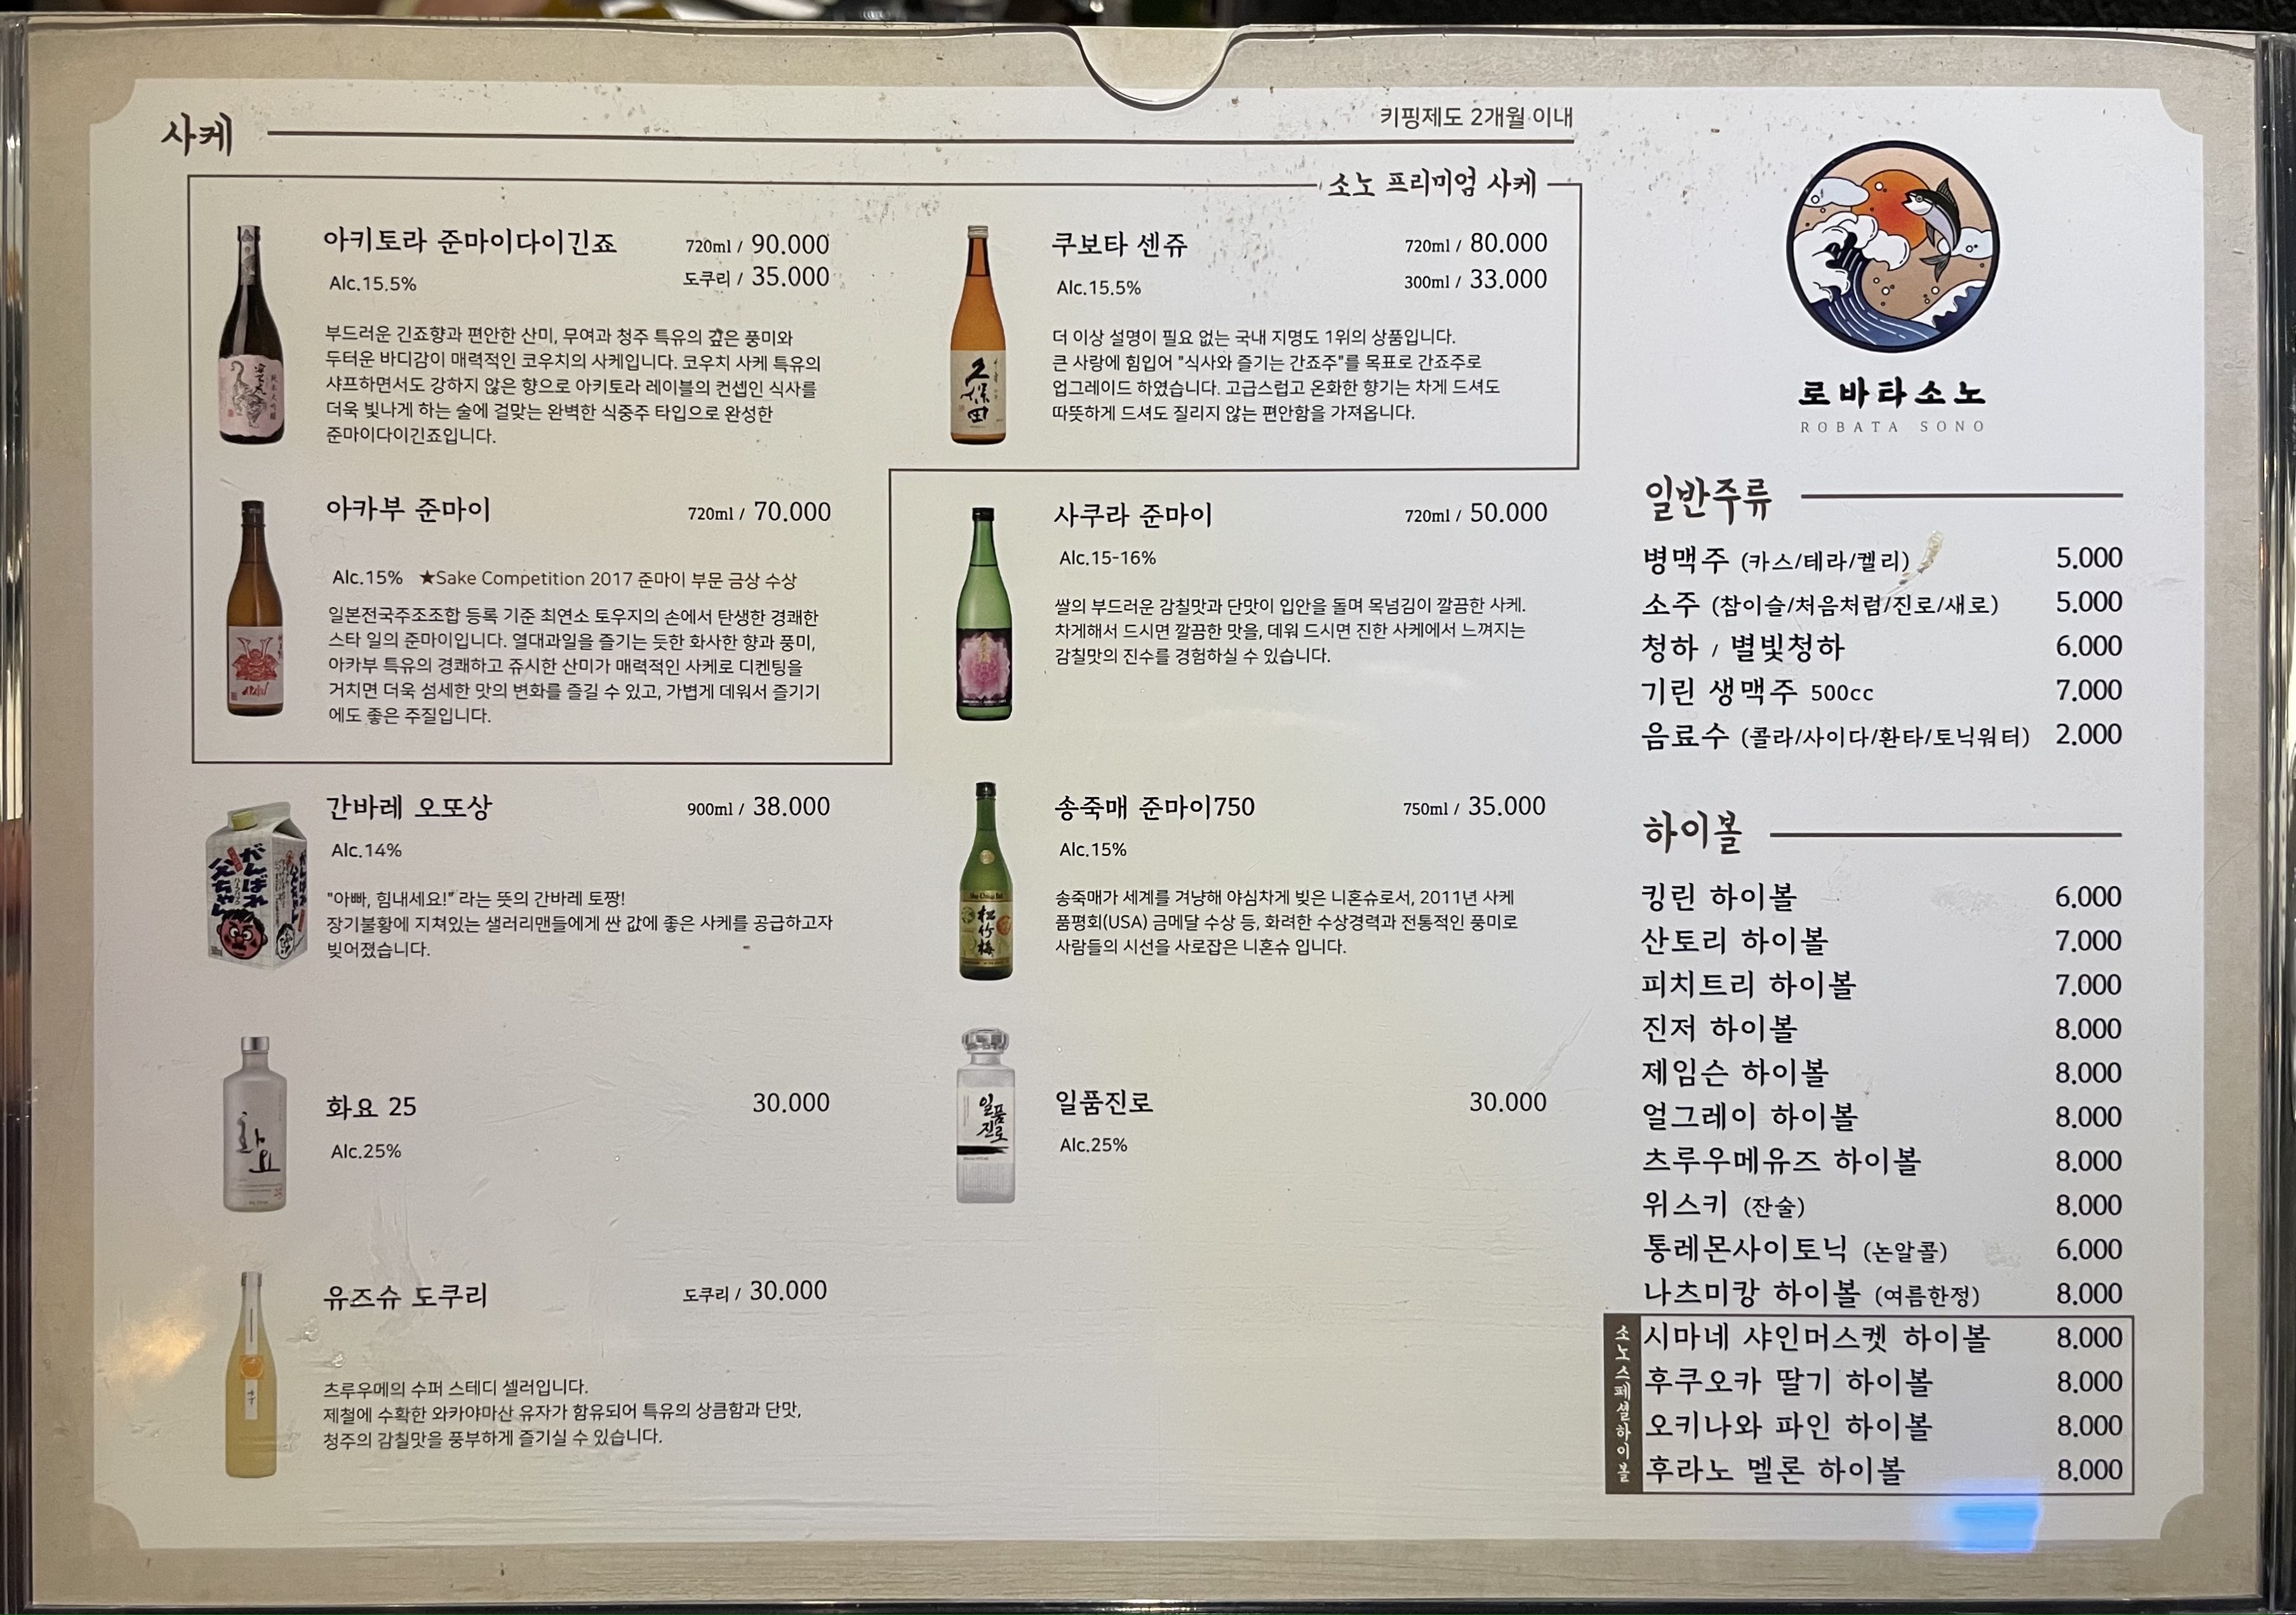 사케
키핑제도 2개월 이내
소노 프리미엄 사케
아키토라 준마이다이긴죠
720ml / 90.000
도쿠리 / 35.000
Alc.15.5%
부드러운 긴죠향과 편안한 산미, 무여과 청주 특유의 깊은 풍미와
두터운 바디감이 매력적인 코우치의 사케입니다. 코우치 사케 특유의
샤프하면서도 강하지 않은 향으로 아키토라 레이블의 컨셉인 식사를
더욱 빛나게 하는 술에 걸맞는 완벽한 식중주 타입으로 완성한
준마이다이긴죠입니다.
쿠보타 센쥬
720ml / 80.000
300ml / 33.000
Alc.15.5%
더 이상 설명이 필요 없는 국내 지명도 1위의 상품입니다.
큰 사랑에 힘입어 "식사와 즐기는 간죠주"를 목표로 간죠주로
업그레이드 하였습니다. 고급스럽고 온화한 향기는 차게 드셔도
따뜻하게 드셔도 질리지 않는 편안함을 가져옵니다.
久保田
아카부 준마이
720ml / 70.000
Alc.15% ★Sake Competition 2017 준마이 부문 금상 수상
일본전국주조조합 등록 기준 최연소 토우지의 손에서 탄생한 경쾌한
스타 일의 준마이입니다. 열대과일을 즐기는 듯한 화사한 향과 풍미,
아카부 특유의 경쾌하고 쥬시한 산미가 매력적인 사케로 디켄팅을
거치면 더욱 섬세한 맛의 변화를 즐길 수 있고, 가볍게 데워서 즐기기
에도 좋은 주질입니다.
사쿠라 준마이
720ml / 50.000
Alc.15-16%
쌀의 부드러운 감칠맛과 단맛이 입안을 돌며 목넘김이 깔끔한 사케.
차게해서 드시면 깔끔한 맛을, 데워 드시면 진한 사케에서 느껴지는
감칠맛의 진수를 경험하실 수 있습니다.
간바레 오또상
900ml / 38.000
Alc.14%
"아빠, 힘내세요!" 라는 뜻의 간바레 토짱!
장기불황에 지쳐있는 샐러리맨들에게 싼 값에 좋은 사케를 공급하고자
빚어졌습니다.
がんばれ
父ちゃん
송죽매 준마이750
750ml / 35.000
Alc.15%
송죽매가 세계를 겨냥해 야심차게 빚은 니혼슈로서, 2011년 사케
품평회(USA) 금메달 수상 등, 화려한 수상경력과 전통적인 풍미로
사람들의 시선을 사로잡은 니혼슈 입니다.
松竹梅
화요 25
30.000
Alc.25%
화요
일품진로
30.000
Alc.25%
일품
진로
유즈슈 도쿠리
도쿠리 / 30.000
츠루우메의 수퍼 스테디 셀러입니다.
제철에 수확한 와카야마산 유자가 함유되어 특유의 상큼함과 단맛,
청주의 감칠맛을 풍부하게 즐기실 수 있습니다.
로바타소노
ROBATA SONO
일반주류
병맥주 (카스/테라/켈리) 5.000
소주 (참이슬/처음처럼/진로/새로) 5.000
청하 / 별빛청하 6.000
기린 생맥주 500cc 7.000
음료수 (콜라/사이다/환타/토닉워터) 2.000
하이볼
킹린 하이볼 6.000
산토리 하이볼 7.000
피치트리 하이볼 7.000
진저 하이볼 8.000
제임슨 하이볼 8.000
얼그레이 하이볼 8.000
츠루우메유즈 하이볼 8.000
위스키 (잔술) 8.000
통레몬사이토닉 (논알콜) 6.000
나츠미캉 하이볼 (여름한정) 8.000
소노스페셜하이볼
시마네 샤인머스켓 하이볼 8.000
후쿠오카 딸기 하이볼 8.000
오키나와 파인 하이볼 8.000
후라노 멜론 하이볼 8.000